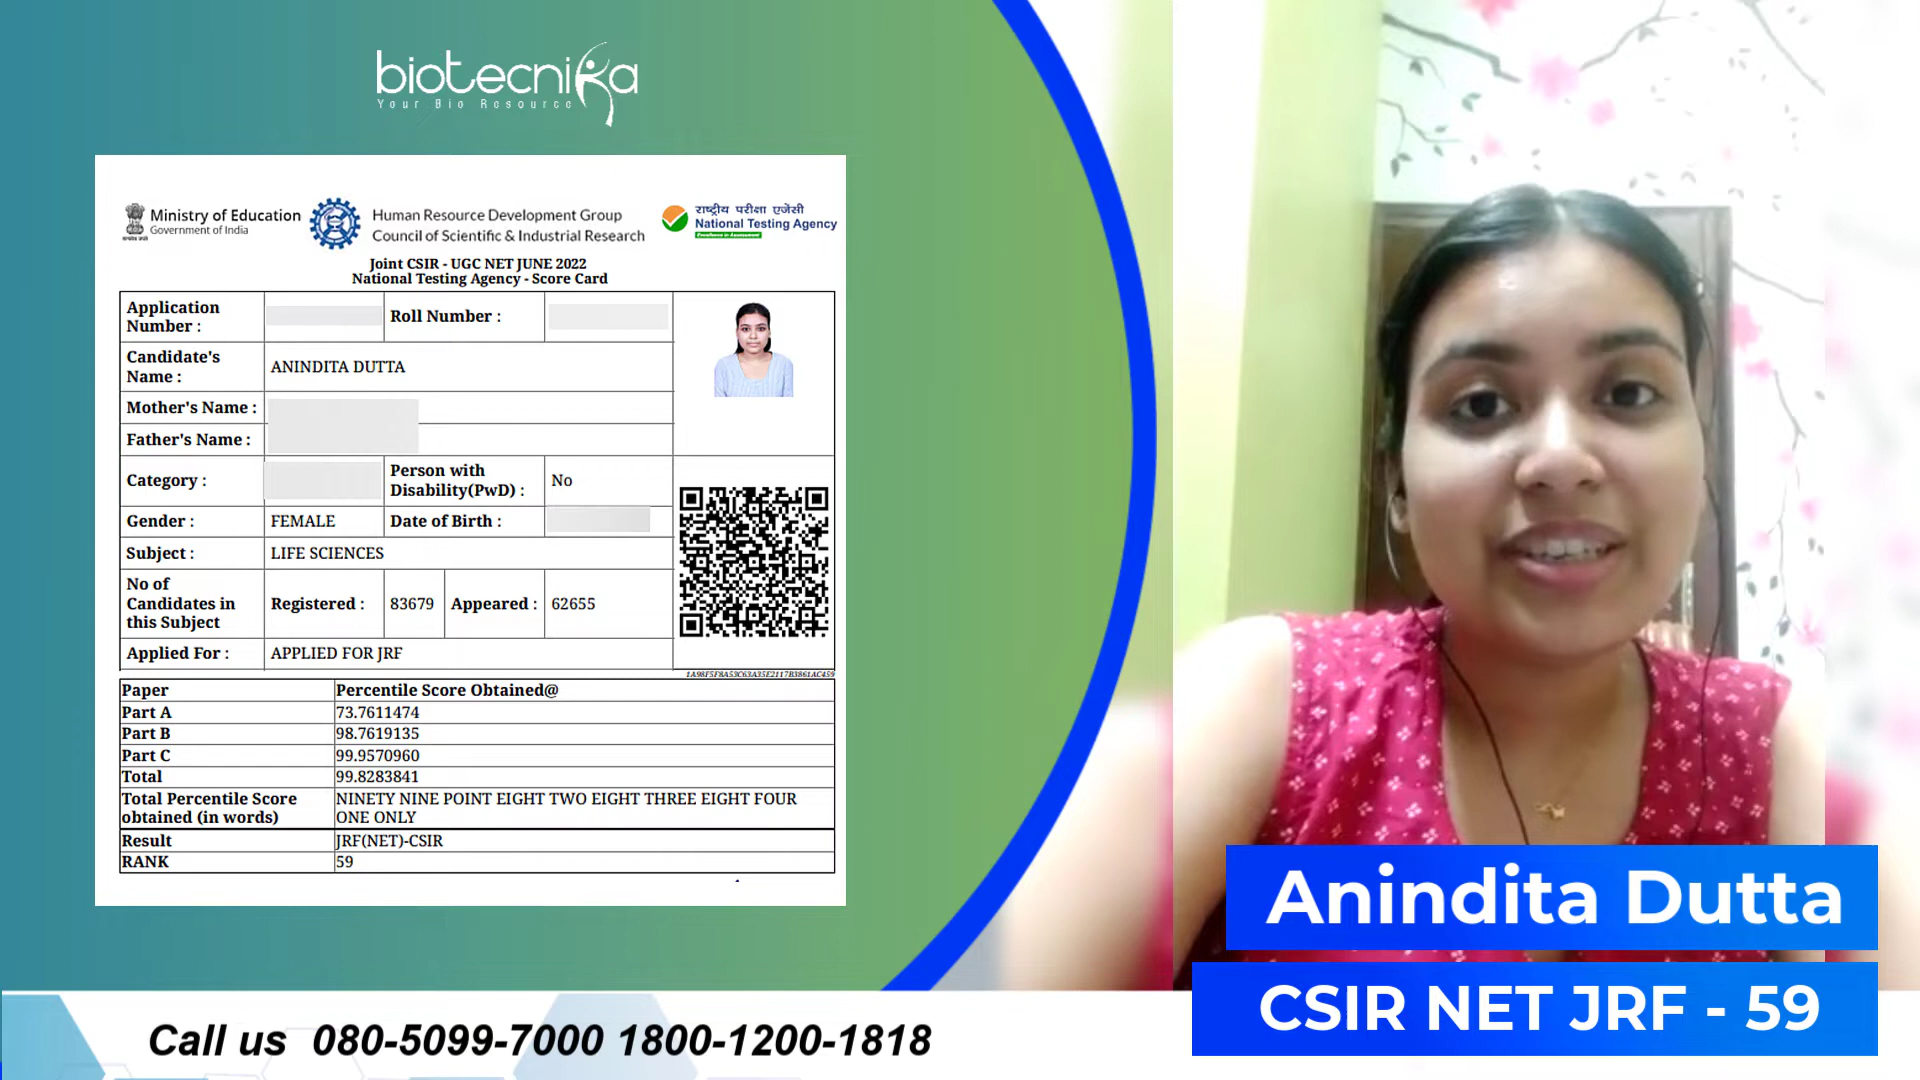 biotecnika
Your Bio Resource
Ministry of Education
Government of India
Human Resource Development Group
Council of Scientific & Industrial Research
राष्ट्रीय परीक्षा एजेंसी
National Testing Agency
Excellence in Assessment
Joint CSIR - UGC NET JUNE 2022
National Testing Agency - Score Card
Application Number :
Roll Number :
Candidate's Name :
ANINDITA DUTTA
Mother's Name :
Father's Name :
Category :
Person with Disability(PwD) :
No
Gender :
FEMALE
Date of Birth :
Subject :
LIFE SCIENCES
No of Candidates in this Subject
Registered :
83679
Appeared :
62655
Applied For :
APPLIED FOR JRF
Paper
Percentile Score Obtained@
Part A
73.7611474
Part B
98.7619135
Part C
99.9570960
Total
99.8283841
Total Percentile Score obtained (in words)
NINETY NINE POINT EIGHT TWO EIGHT THREE EIGHT FOUR ONE ONLY
Result
JRF(NET)-CSIR
RANK
59
Anindita Dutta
CSIR NET JRF - 59
Call us 080-5099-7000 1800-1200-1818